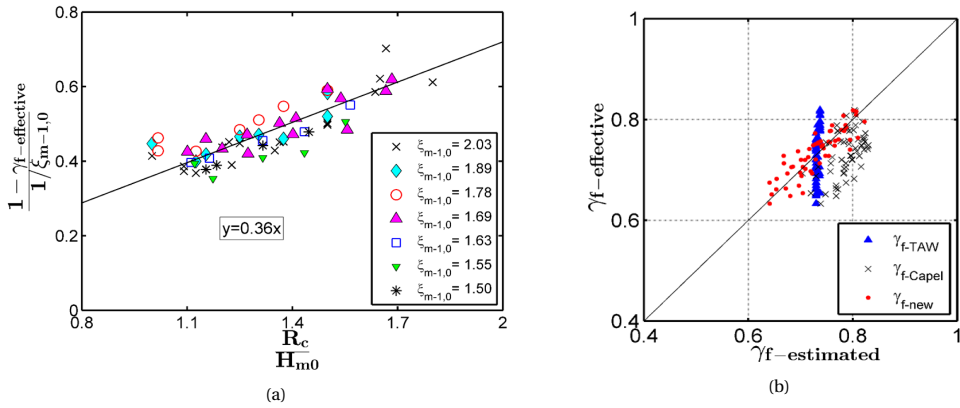 0.8
(a)
0.6
0.4
0.2
0
1 − γf−effective
1/ξm−1,0
ξm-1,0= 2.03
ξm-1,0= 1.89
ξm-1,0= 1.78
ξm-1,0= 1.69
ξm-1,0= 1.63
ξm-1,0= 1.55
ξm-1,0= 1.50
y=0.36x
0.8 1.1 1.4 1.7 2
Rc
Hm0
(a)
1
(b)
0.8
0.6
0.4
γf−effective
γf-TAW
γf-Capel
γf-new
0.4 0.6 0.8 1
γf−estimated
(b)